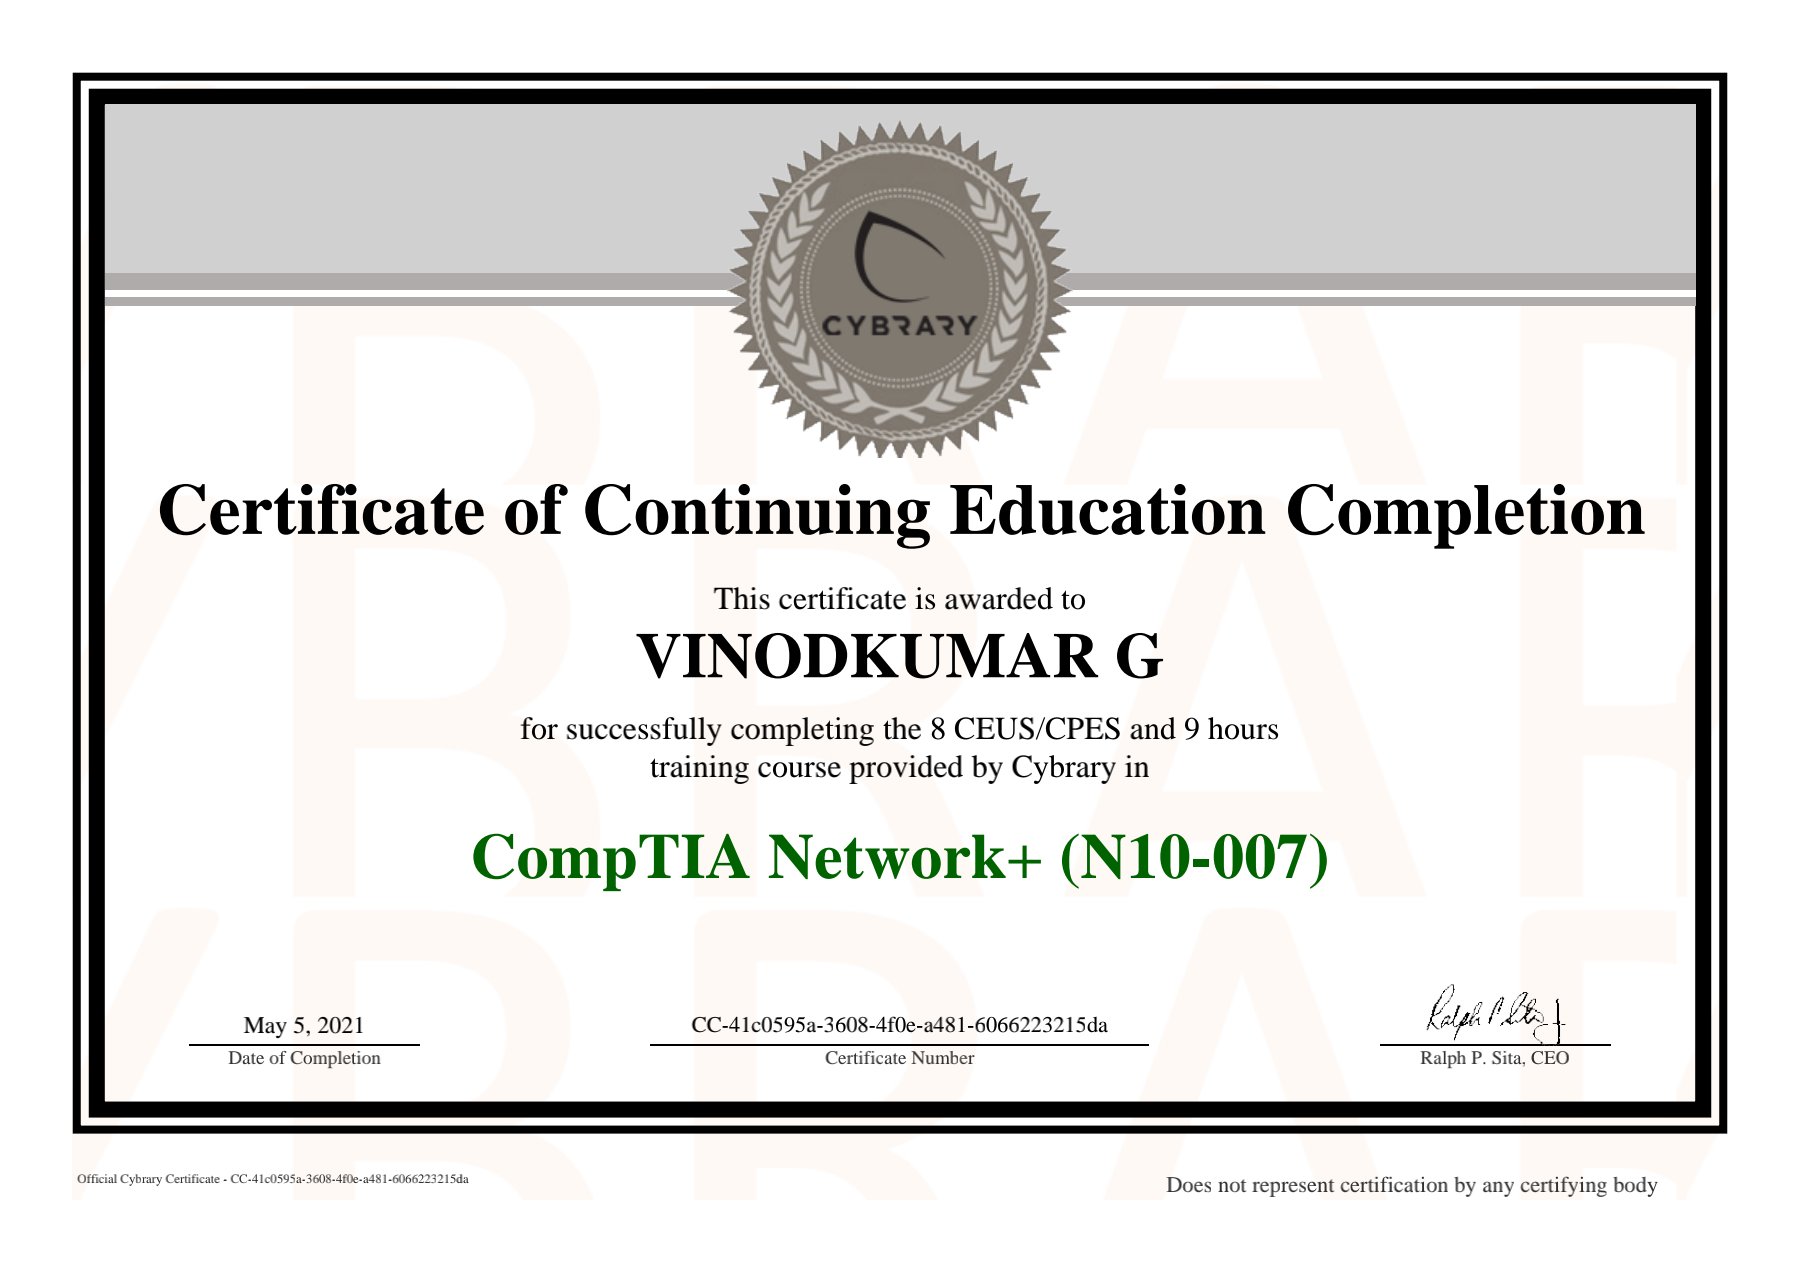 CYBRARY
Certificate of Continuing Education Completion
This certificate is awarded to
VINODKUMAR G
for successfully completing the 8 CEUS/CPES and 9 hours
training course provided by Cybrary in
CompTIA Network+ (N10-007)
May 5, 2021
Date of Completion
CC-41c0595a-3608-4f0e-a481-6066223215da
Certificate Number
Ralph P. Sita, CEO
Official Cybrary Certificate - CC-41c0595a-3608-4f0e-a481-6066223215da
Does not represent certification by any certifying body